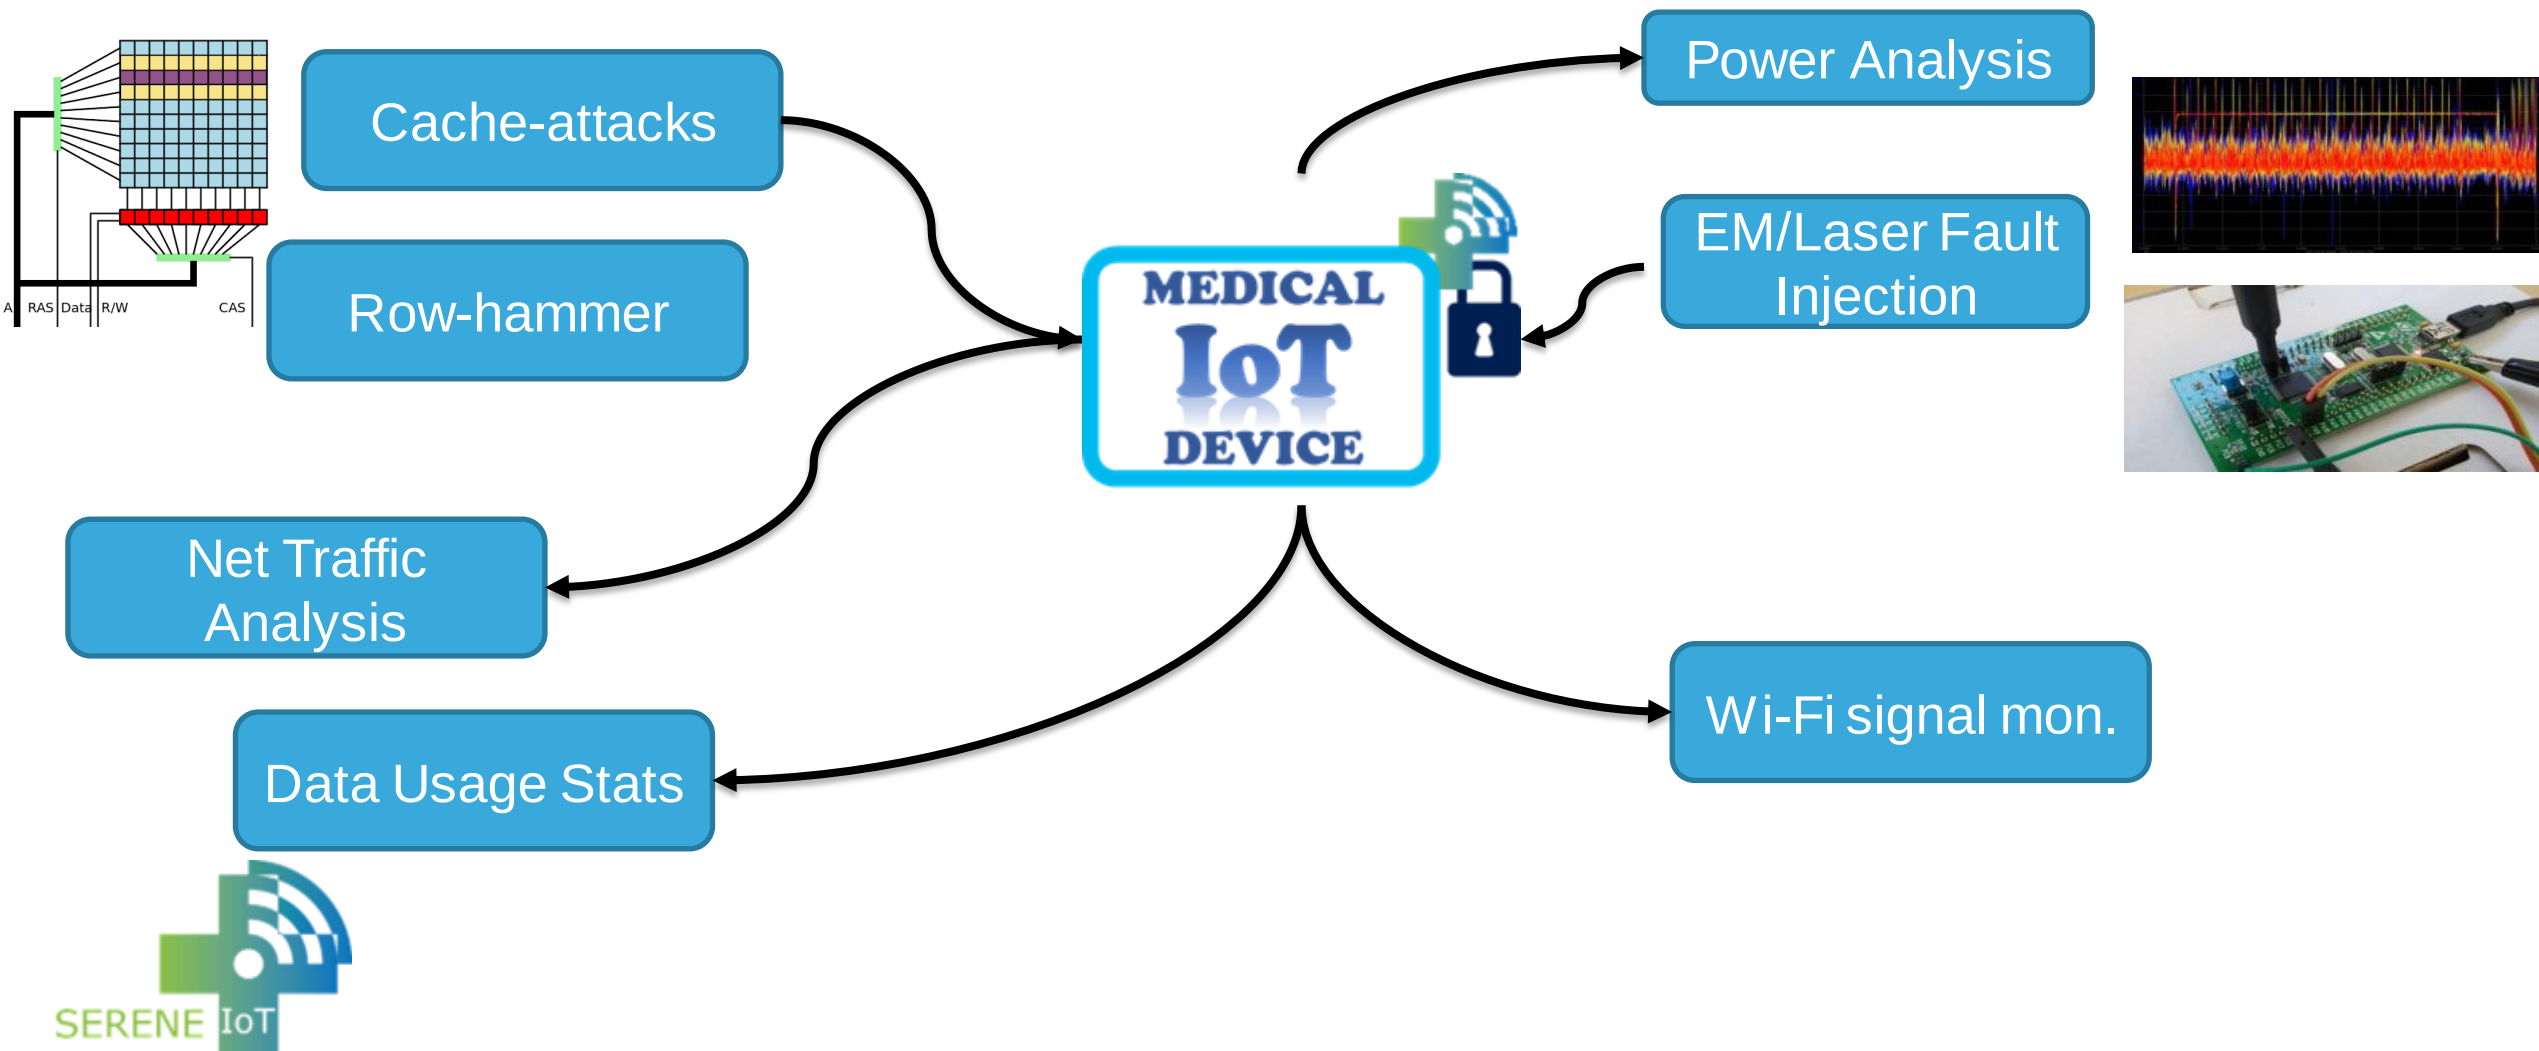 Cache-attacks
Row-hammer
A
RAS
Data
R/W
CAS
Net Traffic
Analysis
Data Usage Stats
MEDICAL
IoT
DEVICE
Power Analysis
EM/Laser Fault
Injection
Wi-Fi signal mon.
SERENE IoT